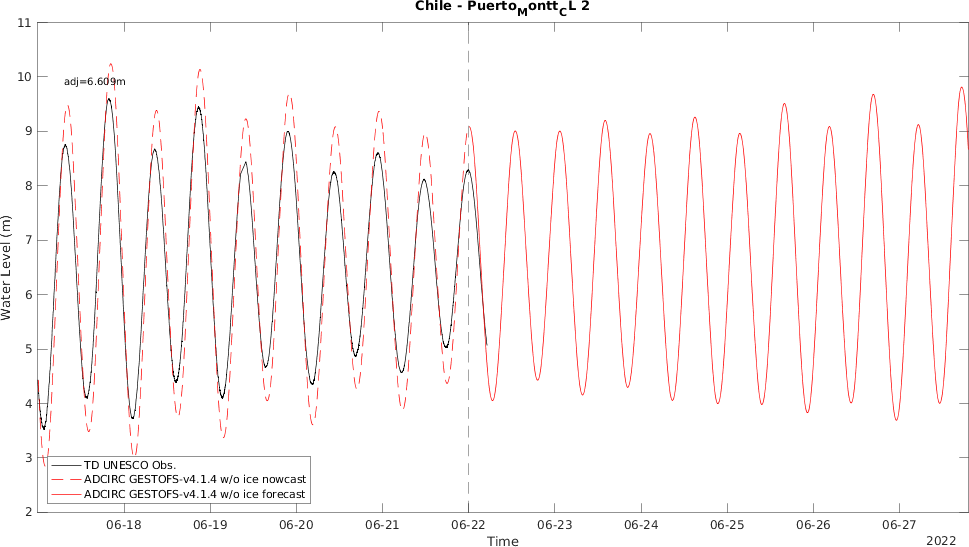 Chile - PuertoMonttCL 2
11
10
9
8
7
6
5
4
3
2
Water Level (m)
adj=6.609m
TD UNESCO Obs.
ADCIRC GESTOFS-v4.1.4 w/o ice nowcast
ADCIRC GESTOFS-v4.1.4 w/o ice forecast
06-18 06-19 06-20 06-21 06-22 06-23 06-24 06-25 06-26 06-27
Time
2022